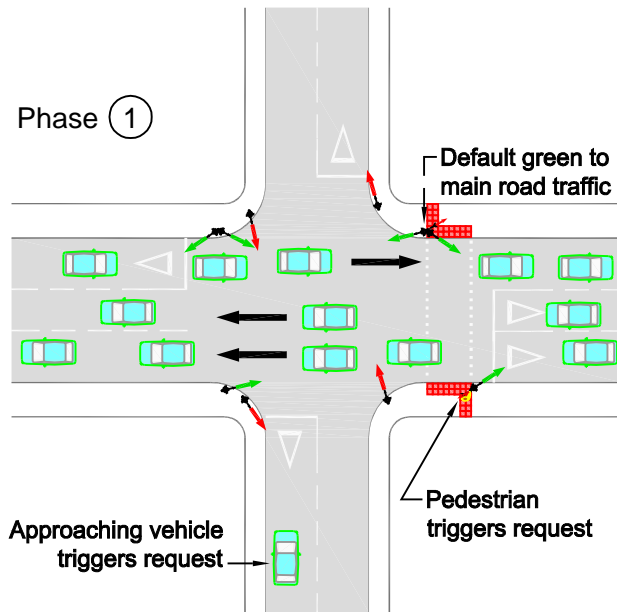 Phase 1
Default green to
main road traffic
Pedestrian
triggers request
Approaching vehicle
triggers request